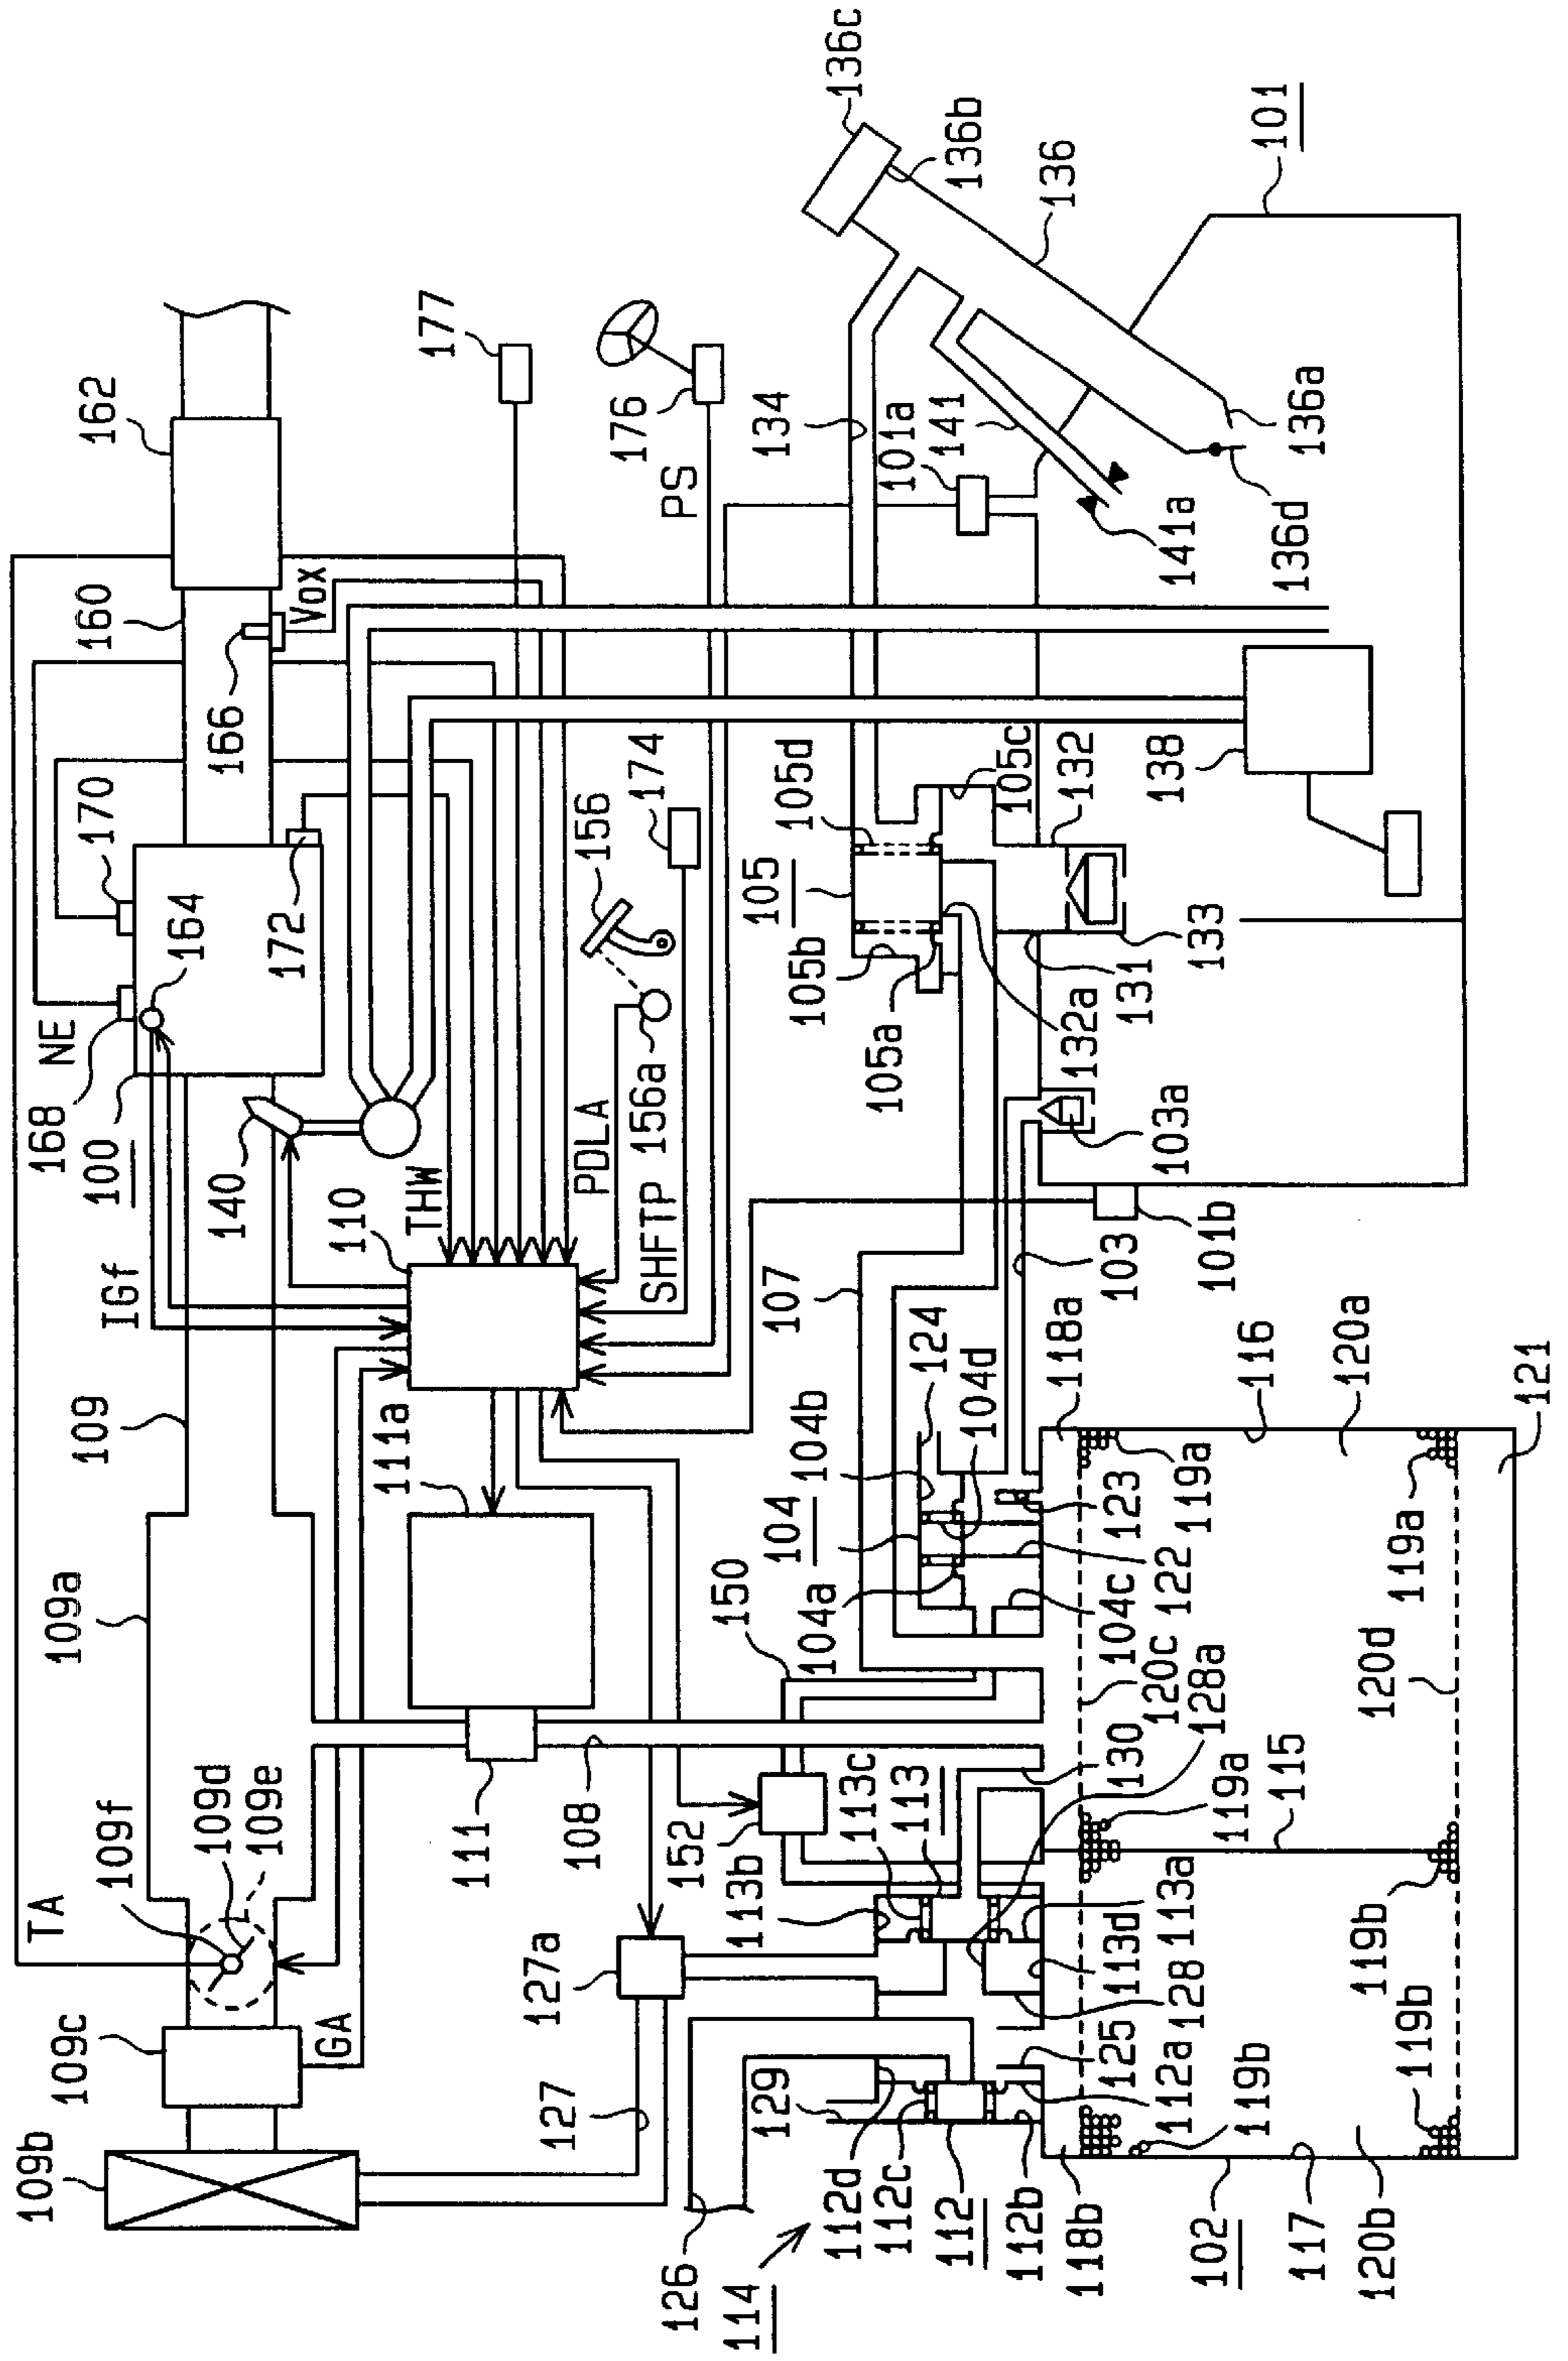 109b
109c
TA
109f
109d
109e
109a
109
IGf
100
168
NE
170
164
172
166
160
162
Vox
GA
140
110
THW
111a
111
108
127
127a
152
150
PDLA
SHFTP
156a
156
174
PS
176
177
107
104
104a
104b
104c
104d
124
122
123
103
103a
101b
105
105a
105b
105c
105d
132a
131
133
132
138
134
101a
141
141a
136
136a
136b
136c
136d
101
126
114
129
112
112a
112b
112c
112d
125
128
128a
130
113
113a
113b
113c
113d
115
116
117
118a
118b
119a
119a
119a
119b
119b
119b
119b
120a
120b
120c
120d
121
102